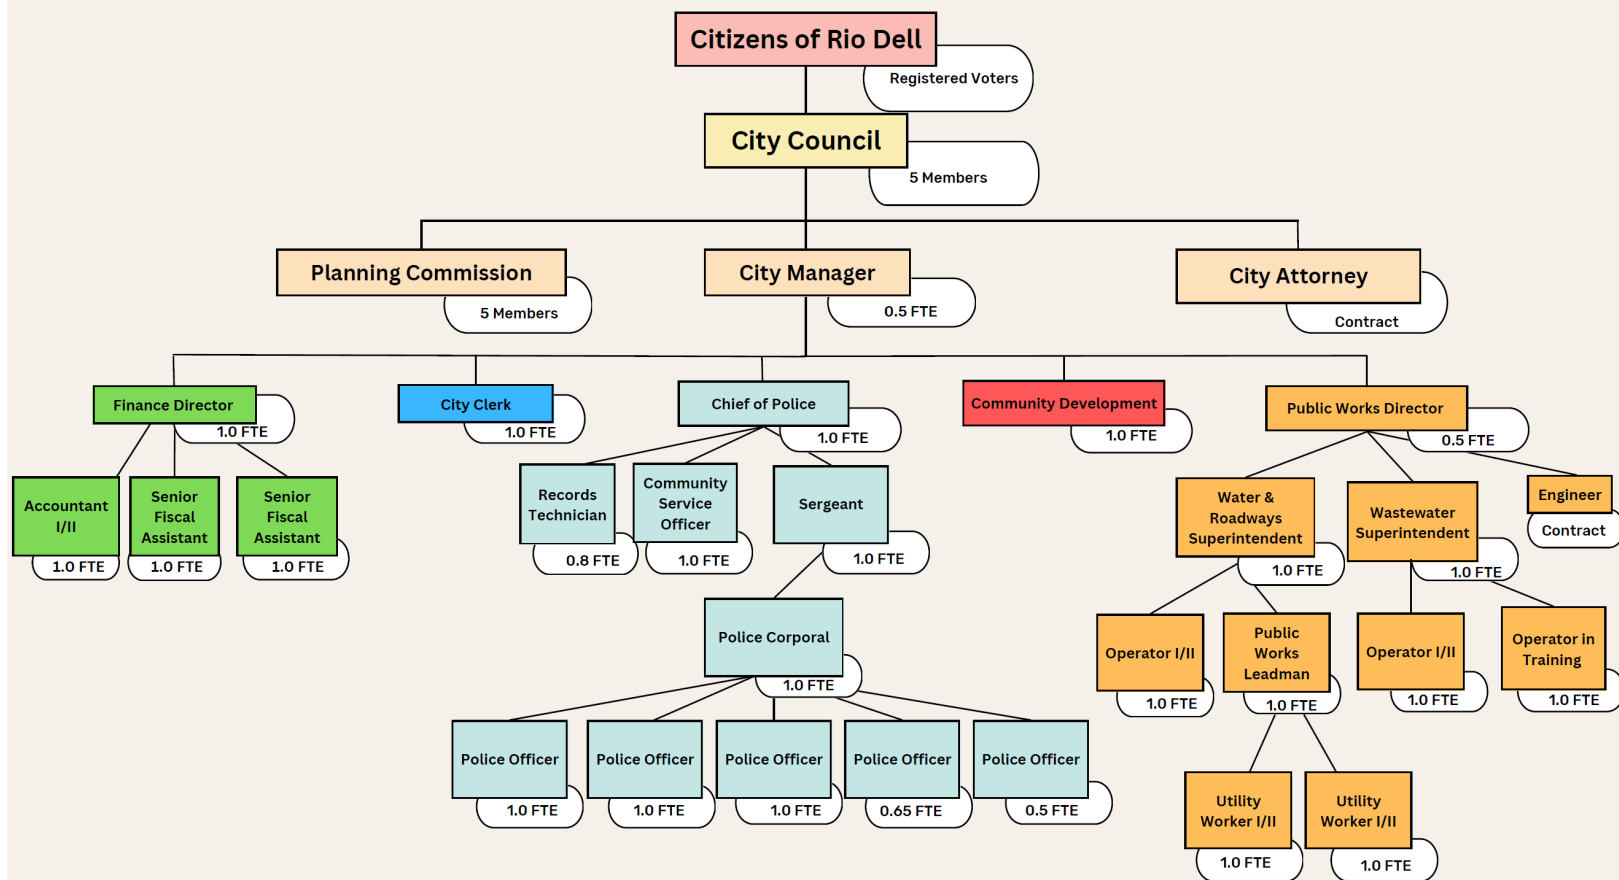 Citizens of Rio Dell
Registered Voters
City Council
5 Members
Planning Commission
5 Members
City Manager
0.5 FTE
City Attorney
Contract
Finance Director
1.0 FTE
City Clerk
1.0 FTE
Chief of Police
1.0 FTE
Community Development
1.0 FTE
Public Works Director
0.5 FTE
Accountant
I/II
1.0 FTE
Senior
Fiscal
Assistant
1.0 FTE
Senior
Fiscal
Assistant
1.0 FTE
Records
Technician
0.8 FTE
Community
Service
Officer
1.0 FTE
Sergeant
1.0 FTE
Water &
Roadways
Superintendent
1.0 FTE
Wastewater
Superintendent
1.0 FTE
Engineer
Contract
Police Corporal
1.0 FTE
Operator I/II
1.0 FTE
Public
Works
Leadman
1.0 FTE
Operator I/II
1.0 FTE
Operator in
Training
1.0 FTE
Police Officer
1.0 FTE
Police Officer
1.0 FTE
Police Officer
1.0 FTE
Police Officer
0.65 FTE
Police Officer
0.5 FTE
Utility
Worker I/II
1.0 FTE
Utility
Worker I/II
1.0 FTE